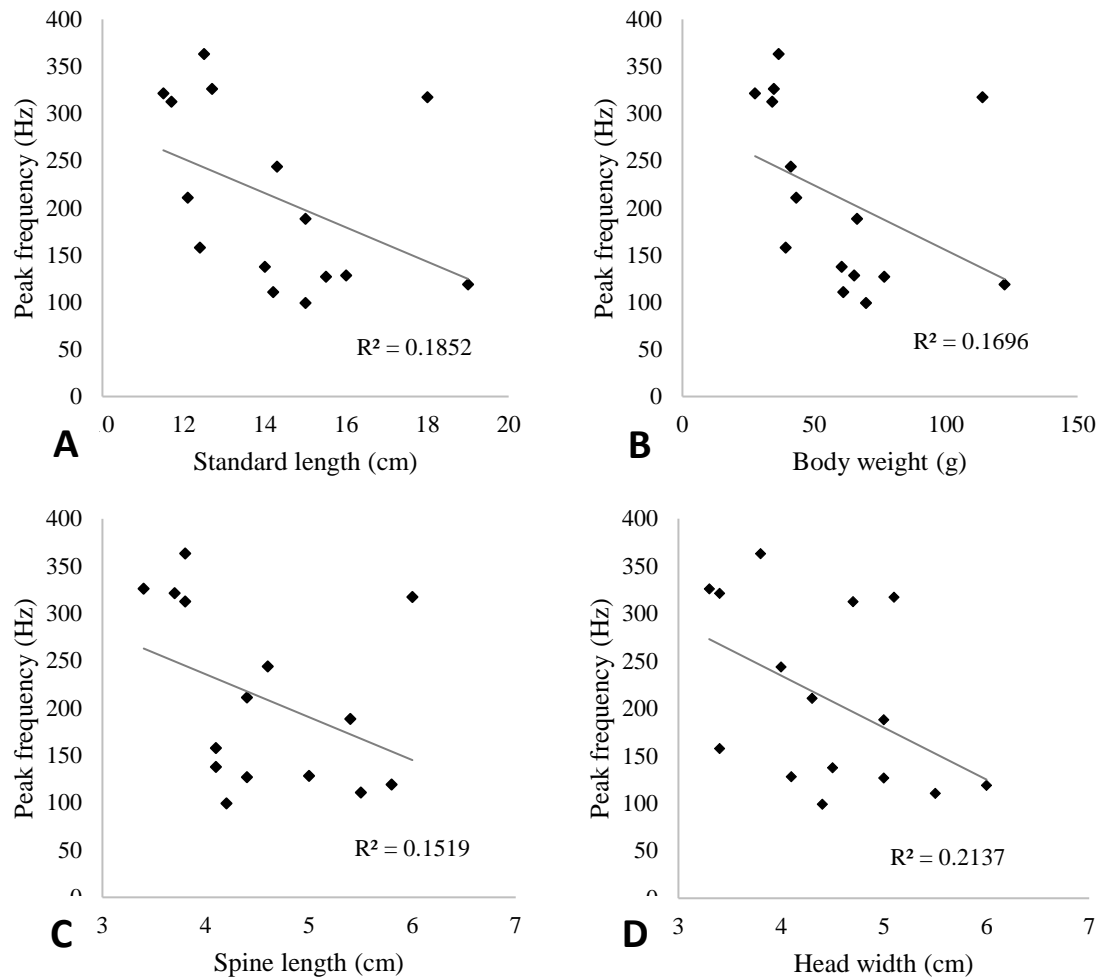 400
350
300
250
200
150
100
50
0
Peak frequency (Hz)
R² = 0.1852
0 12 14 16 18 20
A
Standard length (cm)
400
350
300
250
200
150
100
50
0
Peak frequency (Hz)
R² = 0.1696
0 50 100 150
B
Body weight (g)
400
350
300
250
200
150
100
50
0
Peak frequency (Hz)
R² = 0.1519
3 4 5 6 7
C
Spine length (cm)
400
350
300
250
200
150
100
50
0
Peak frequency (Hz)
R² = 0.2137
3 4 5 6 7
D
Head width (cm)